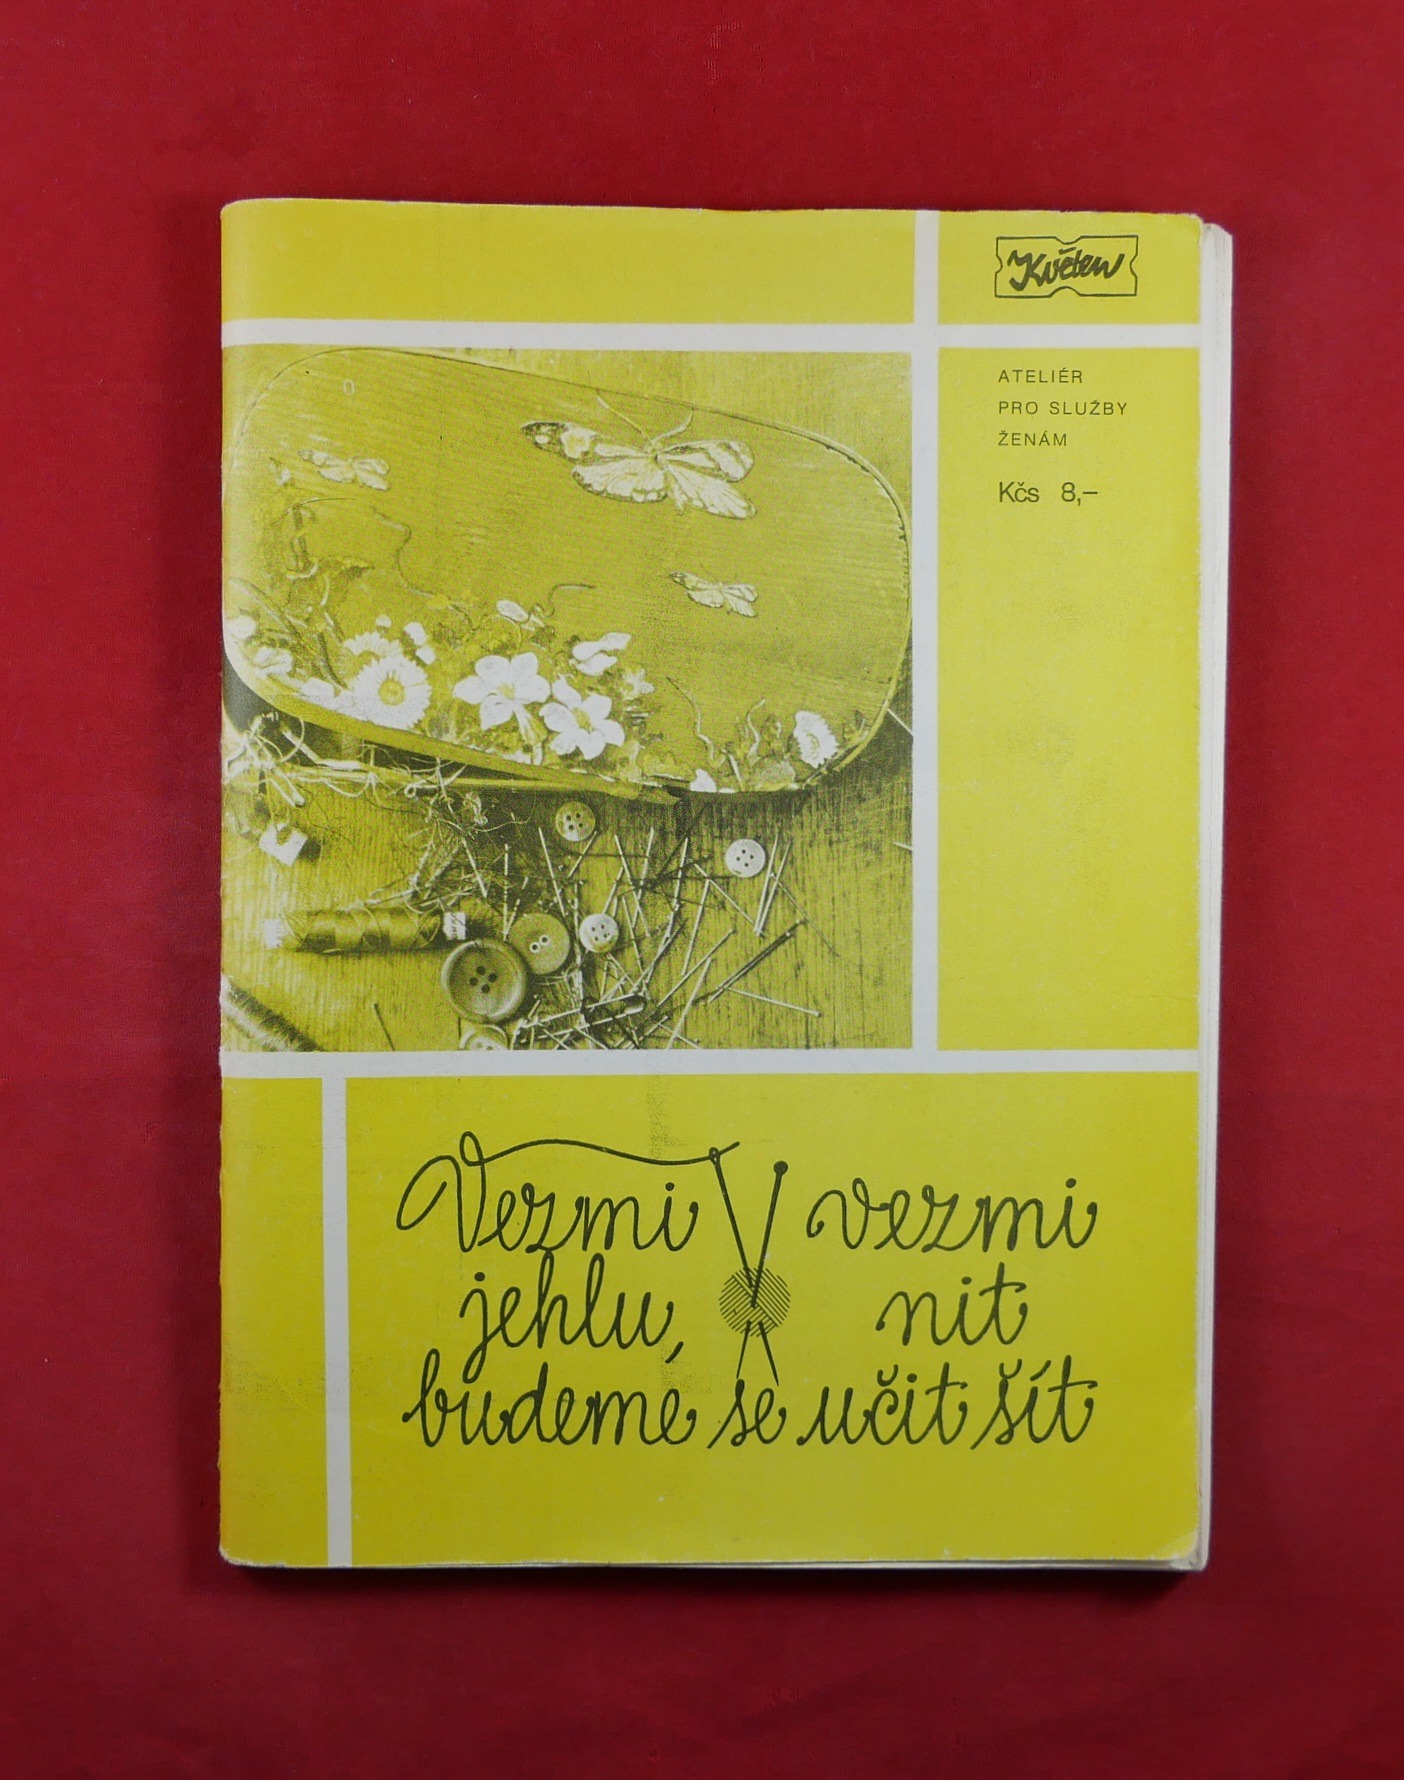 Květen
ATELIÉR
PRO SLUŽBY
ŽENÁM
Kčs 8,–
Vezmi vezmi
jehlu, nit
budeme se učit šít